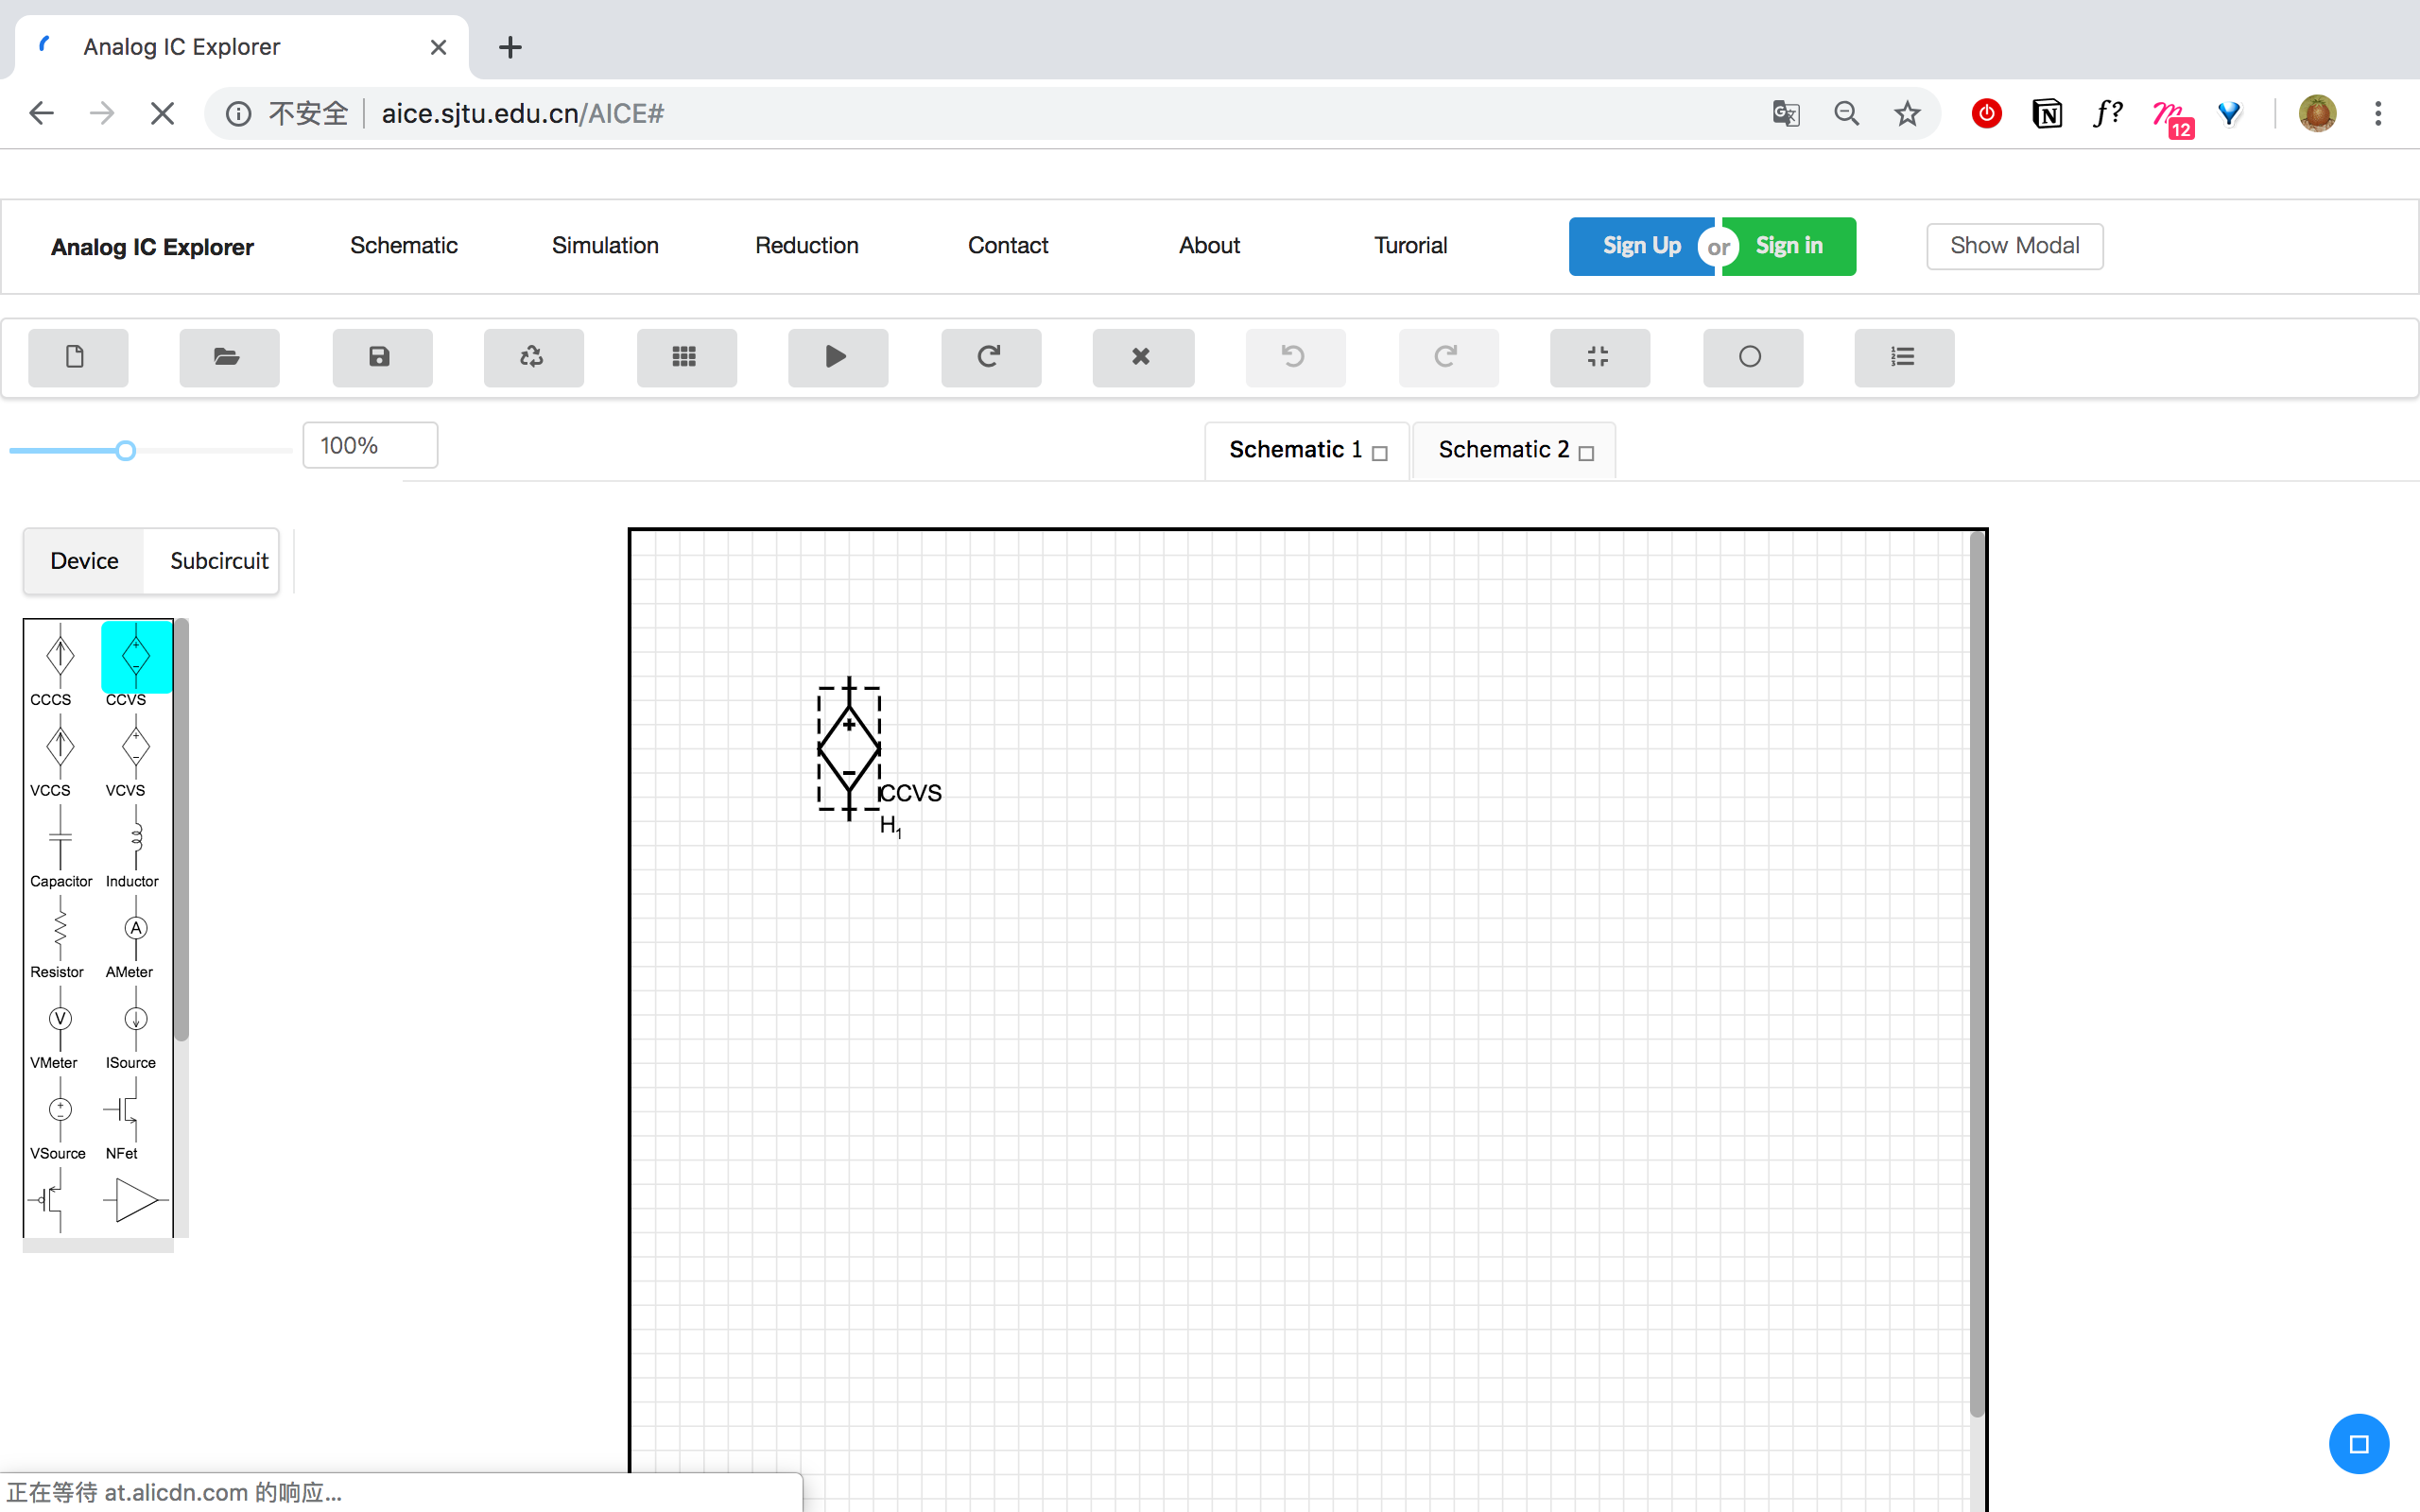 Analog IC Explorer
不安全 aice.sjtu.edu.cn/AICE#
f?
12
Analog IC Explorer Schematic Simulation Reduction Contact About Turorial Sign Up or Sign in Show Modal
100% Schematic 1 Schematic 2
Device Subcircuit
CCCS CCVS
VCCS VCVS
Capacitor Inductor
Resistor AMeter
VMeter ISource
VSource NFet
CCVS
H1
正在等待 at.alicdn.com 的响应...